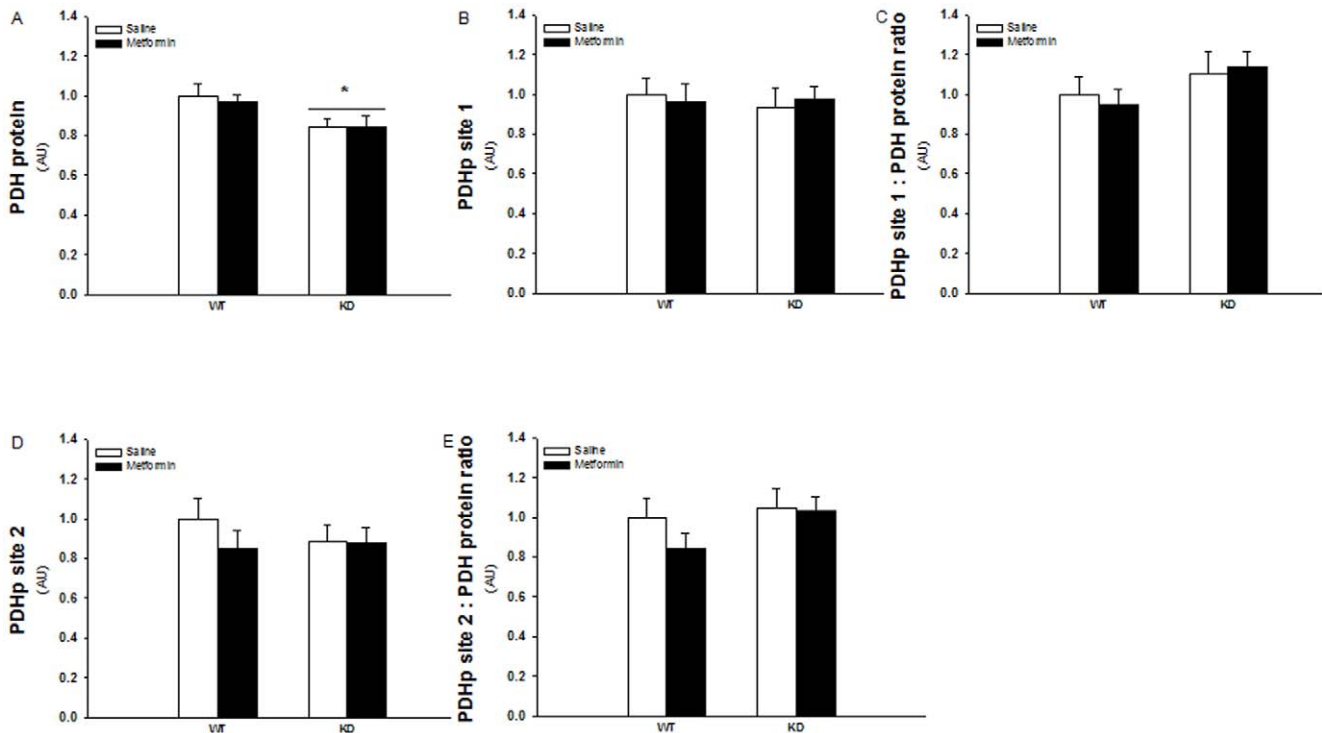 A
PDH protein
(AU)
1.4
1.2
1.0
0.8
0.6
0.4
0.2
0.0
Saline
Metformin
*
WT
KD
B
PDHp site 1
(AU)
1.4
1.2
1.0
0.8
0.6
0.4
0.2
0.0
Saline
Metformin
WT
KD
C
PDHp site 1 : PDH protein ratio
(AU)
1.4
1.2
1.0
0.8
0.6
0.4
0.2
0.0
Saline
Metformin
WT
KD
D
PDHp site 2
(AU)
1.4
1.2
1.0
0.8
0.6
0.4
0.2
0.0
Saline
Metformin
WT
KD
E
PDHp site 2 : PDH protein ratio
(AU)
1.4
1.2
1.0
0.8
0.6
0.4
0.2
0.0
Saline
Metformin
WT
KD